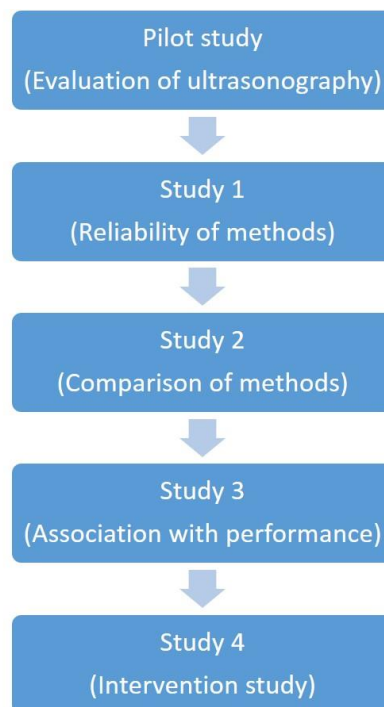 Pilot study
(Evaluation of ultrasonography)
Study 1
(Reliability of methods)
Study 2
(Comparison of methods)
Study 3
(Association with performance)
Study 4
(Intervention study)